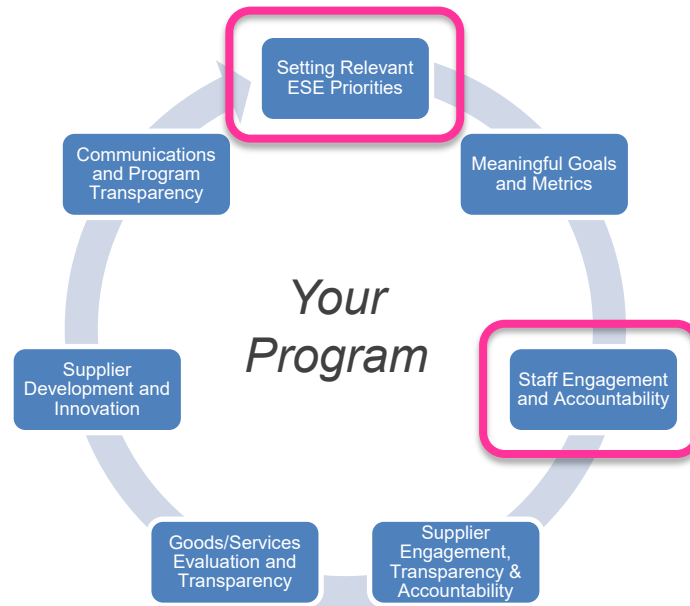 Setting Relevant
ESE Priorities
Communications
and Program
Transparency
Meaningful Goals
and Metrics
Your
Program
Supplier
Development and
Innovation
Staff Engagement
and Accountability
Goods/Services
Evaluation and
Transparency
Supplier
Engagement,
Transparency &
Accountability